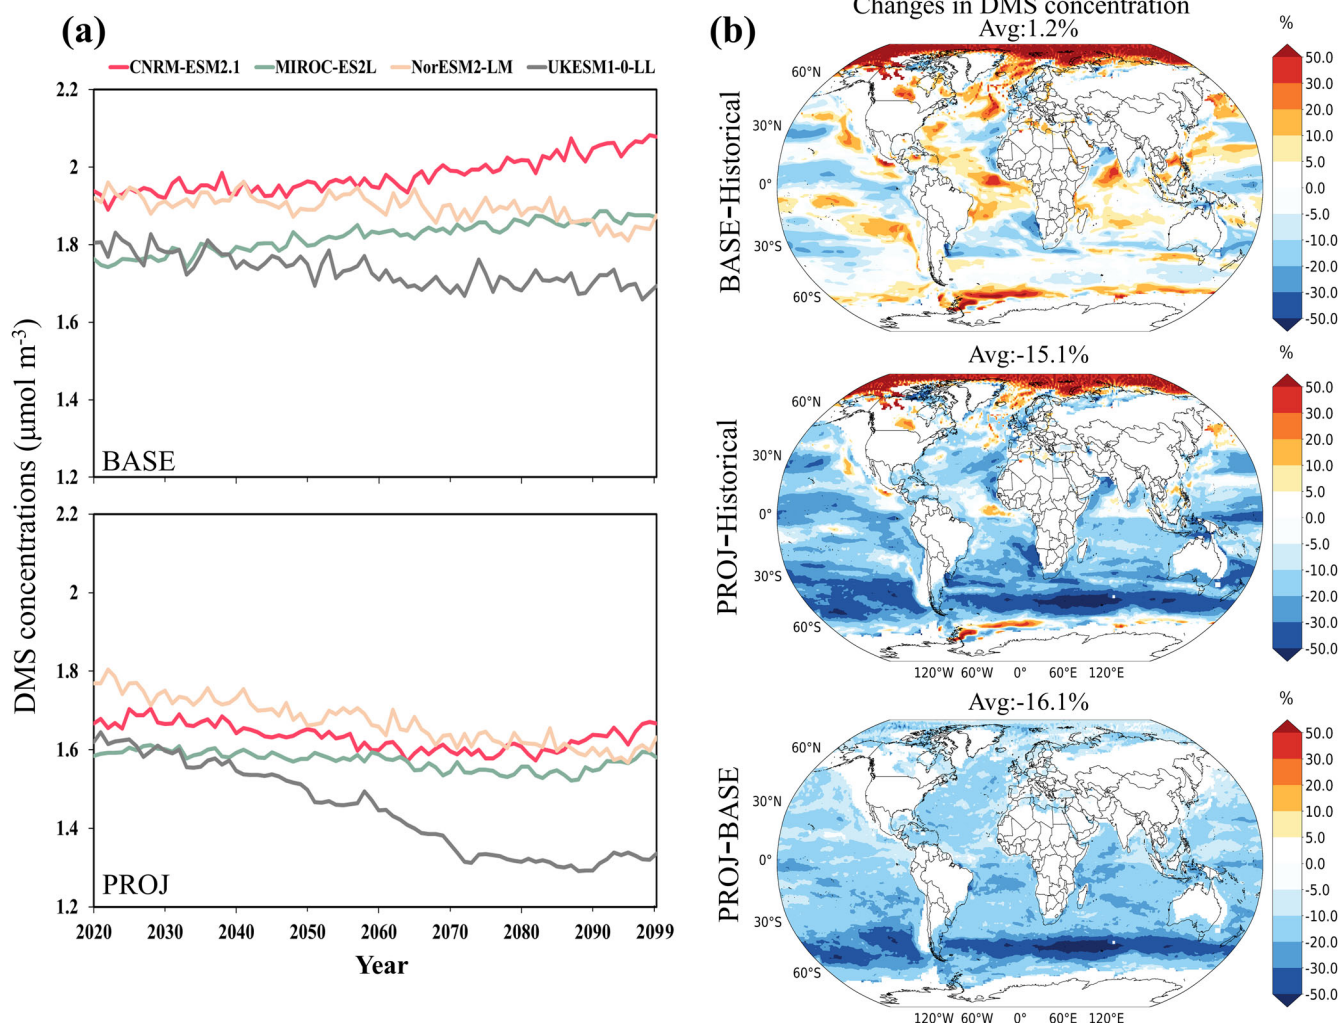 (a)
CNRM-ESM2.1 MIROC-ES2L NorESM2-LM UKESM1-0-LL
DMS concentrations (µmol m-3)
2.2
2
1.8
1.6
1.4
1.2
BASE
2.2
2
1.8
1.6
1.4
1.2
PROJ
2020 2030 2040 2050 2060 2070 2080 2090 2099
Year
(b)
Changes in DMS concentration
Avg:1.2%
BASE-Historical
60°N
30°N
0°
30°S
60°S
%
50.0
30.0
10.0
5.0
0.0
-5.0
-10.0
-20.0
-30.0
-50.0
Avg:-15.1%
PROJ-Historical
60°N
30°N
0°
30°S
60°S
120°W 60°W 0° 60°E 120°E
%
50.0
30.0
20.0
10.0
5.0
0.0
-5.0
-10.0
-20.0
-30.0
-50.0
Avg:-16.1%
PROJ-BASE
60°N
30°N
0°
30°S
60°S
120°W 60°W 0° 60°E 120°E
%
50.0
30.0
20.0
10.0
5.0
0.0
-5.0
-10.0
-20.0
-30.0
-50.0